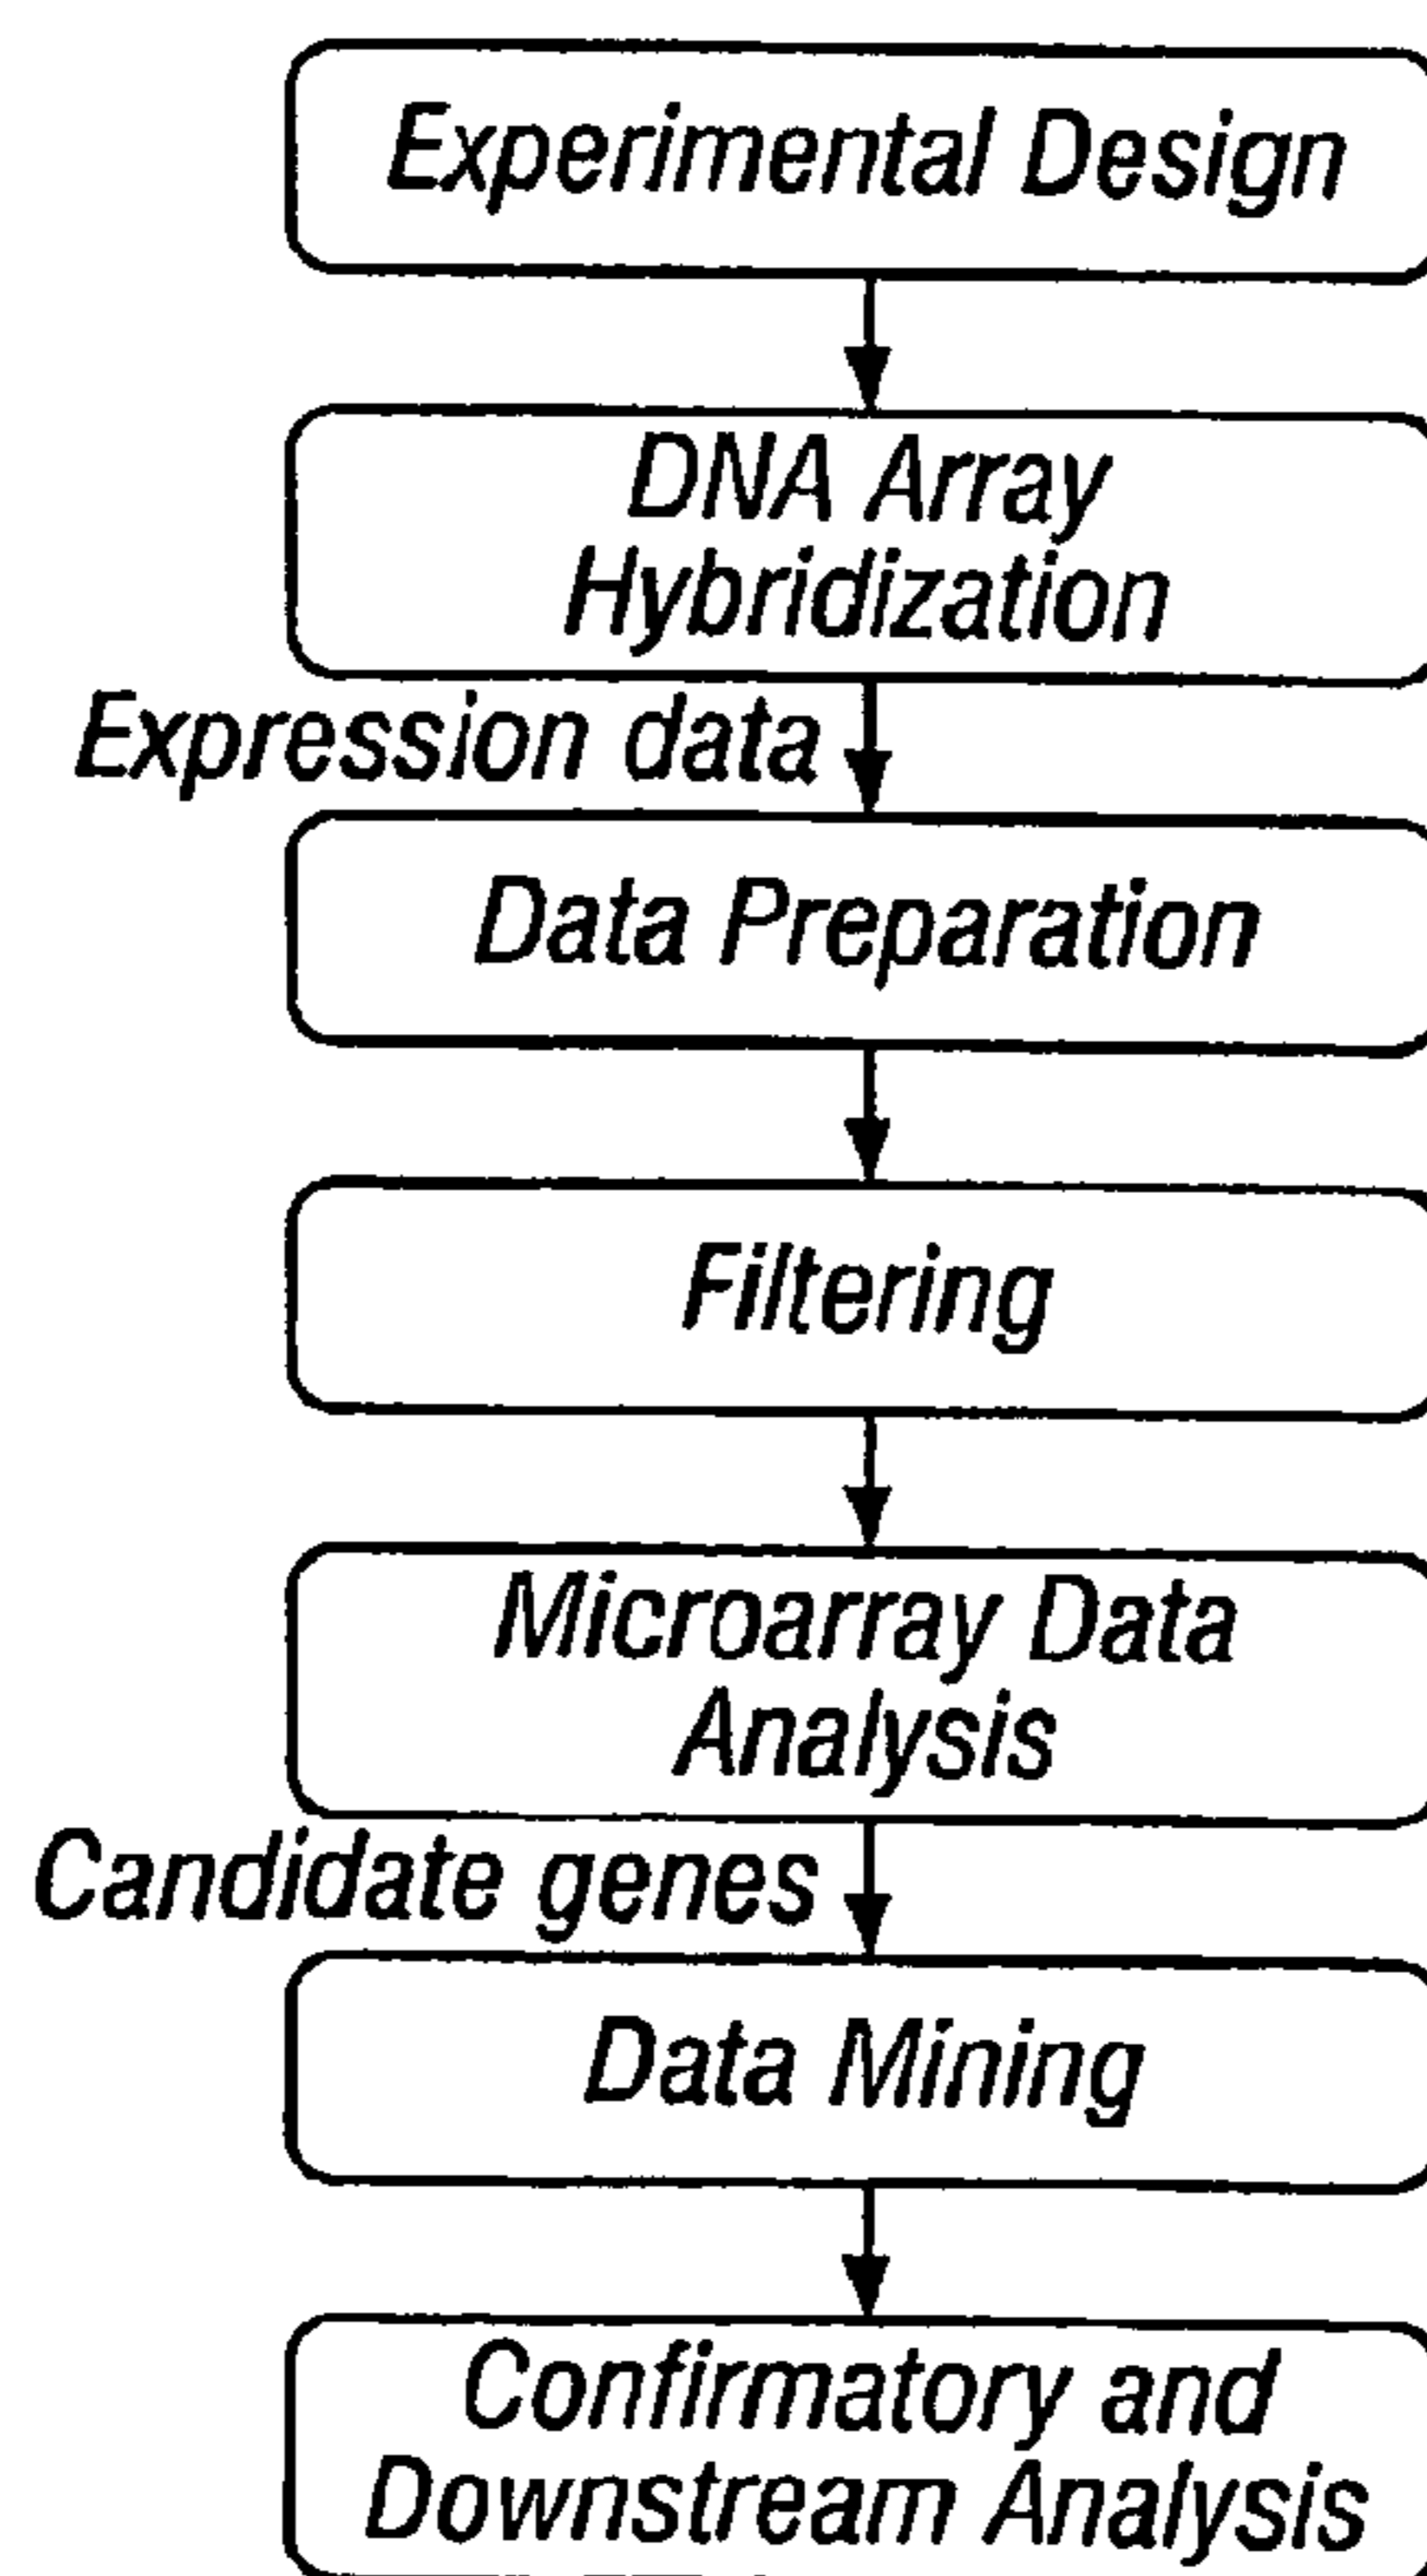 Experimental Design
DNA Array
Hybridization
Expression data
Data Preparation
Filtering
Microarray Data
Analysis
Candidate genes
Data Mining
Confirmatory and
Downstream Analysis